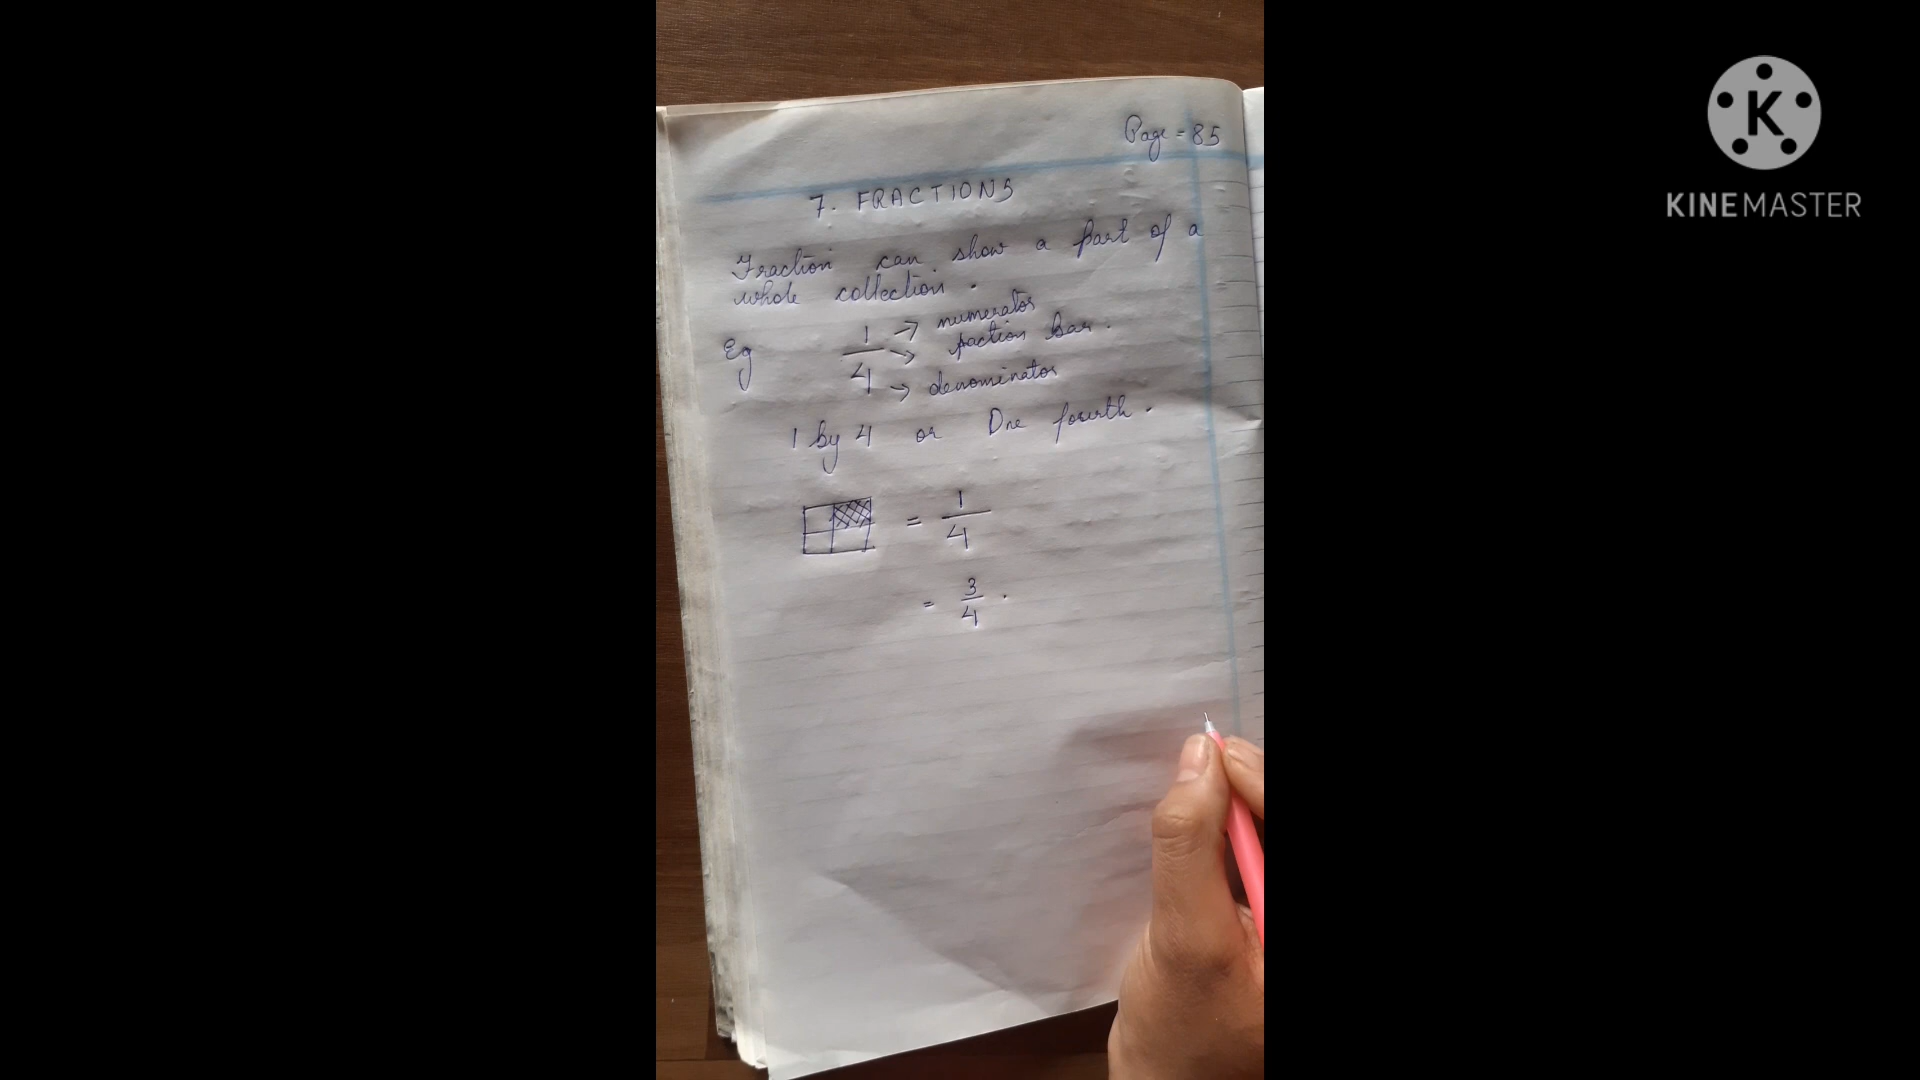 Page = 85
7. FRACTIONS
Fraction can show a part of a
whole collection.
Eg 1/4 → numerator
→ fraction bar.
→ denominator
1 by 4 or One fourth.
= 1/4
= 3/4.
K
KINEMASTER